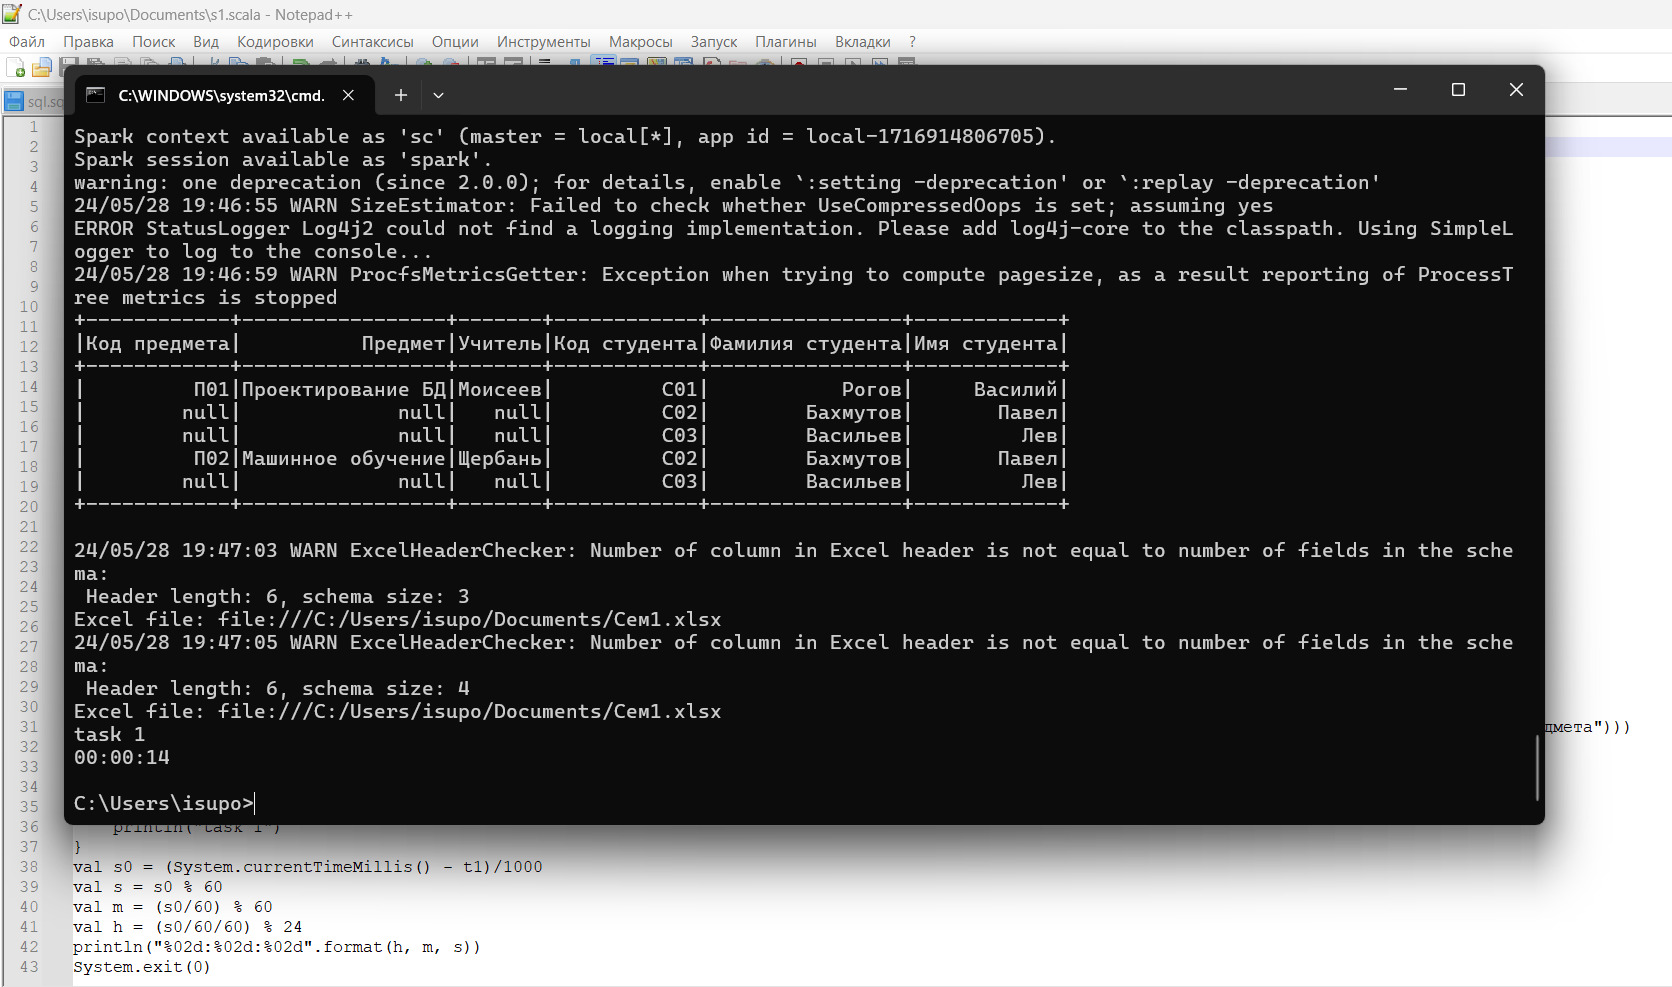 C:\Users\isupo\Documents\s1.scala - Notepad++
Файл Правка Поиск Вид Кодировки Синтаксисы Опции Инструменты Макросы Запуск Плагины Вкладки ?
sql.sq
C:\WINDOWS\system32\cmd.
Spark context available as 'sc' (master = local[*], app id = local-1716914806705).
Spark session available as 'spark'.
warning: one deprecation (since 2.0.0); for details, enable `:setting -deprecation' or `:replay -deprecation'
24/05/28 19:46:55 WARN SizeEstimator: Failed to check whether UseCompressedOops is set; assuming yes
ERROR StatusLogger Log4j2 could not find a logging implementation. Please add log4j-core to the classpath. Using SimpleL
ogger to log to the console...
24/05/28 19:46:59 WARN ProcfsMetricsGetter: Exception when trying to compute pagesize, as a result reporting of ProcessT
ree metrics is stopped
+------------+-----------------+-------+------------+----------------+------------+
|Код предмета|          Предмет|Учитель|Код студента|Фамилия студента|Имя студента|
+------------+-----------------+-------+------------+----------------+------------+
|         П01|Проектирование БД|Моисеев|         С01|           Рогов|     Василий|
|        null|             null|   null|         С02|        Бахмутов|       Павел|
|        null|             null|   null|         С03|        Васильев|         Лев|
|         П02|Машинное обучение|Щербань|         С02|        Бахмутов|       Павел|
|        null|             null|   null|         С03|        Васильев|         Лев|
+------------+-----------------+-------+------------+----------------+------------+
24/05/28 19:47:03 WARN ExcelHeaderChecker: Number of column in Excel header is not equal to number of fields in the sche
ma:
 Header length: 6, schema size: 3
Excel file: file:///C:/Users/isupo/Documents/Сем1.xlsx
24/05/28 19:47:05 WARN ExcelHeaderChecker: Number of column in Excel header is not equal to number of fields in the sche
ma:
 Header length: 6, schema size: 4
Excel file: file:///C:/Users/isupo/Documents/Сем1.xlsx
task 1
00:00:14
C:\Users\isupo>
1
2
3
4
5
6
7
8
9
10
11
12
13
14
15
16
17
18
19
20
21
22
23
24
25
26
27
28
29
30
31 дмета")))
32
33
34
35
36 println("task 1")
37 }
38 val s0 = (System.currentTimeMillis() - t1)/1000
39 val s = s0 % 60
40 val m = (s0/60) % 60
41 val h = (s0/60/60) % 24
42 println("%02d:%02d:%02d".format(h, m, s))
43 System.exit(0)